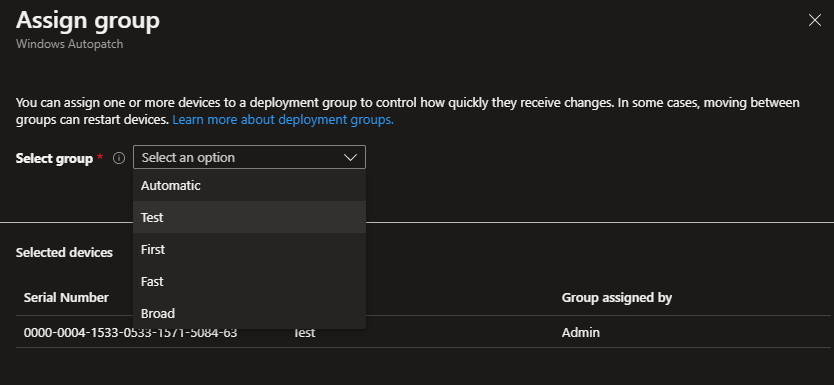 Assign group
Windows Autopatch
You can assign one or more devices to a deployment group to control how quickly they receive changes. In some cases, moving between
groups can restart devices. Learn more about deployment groups.
Select group * Select an option
Automatic
Test
First
Fast
Broad
Selected devices
Serial Number Group assigned by
0000-0004-1533-0533-1571-5084-63 Test Admin